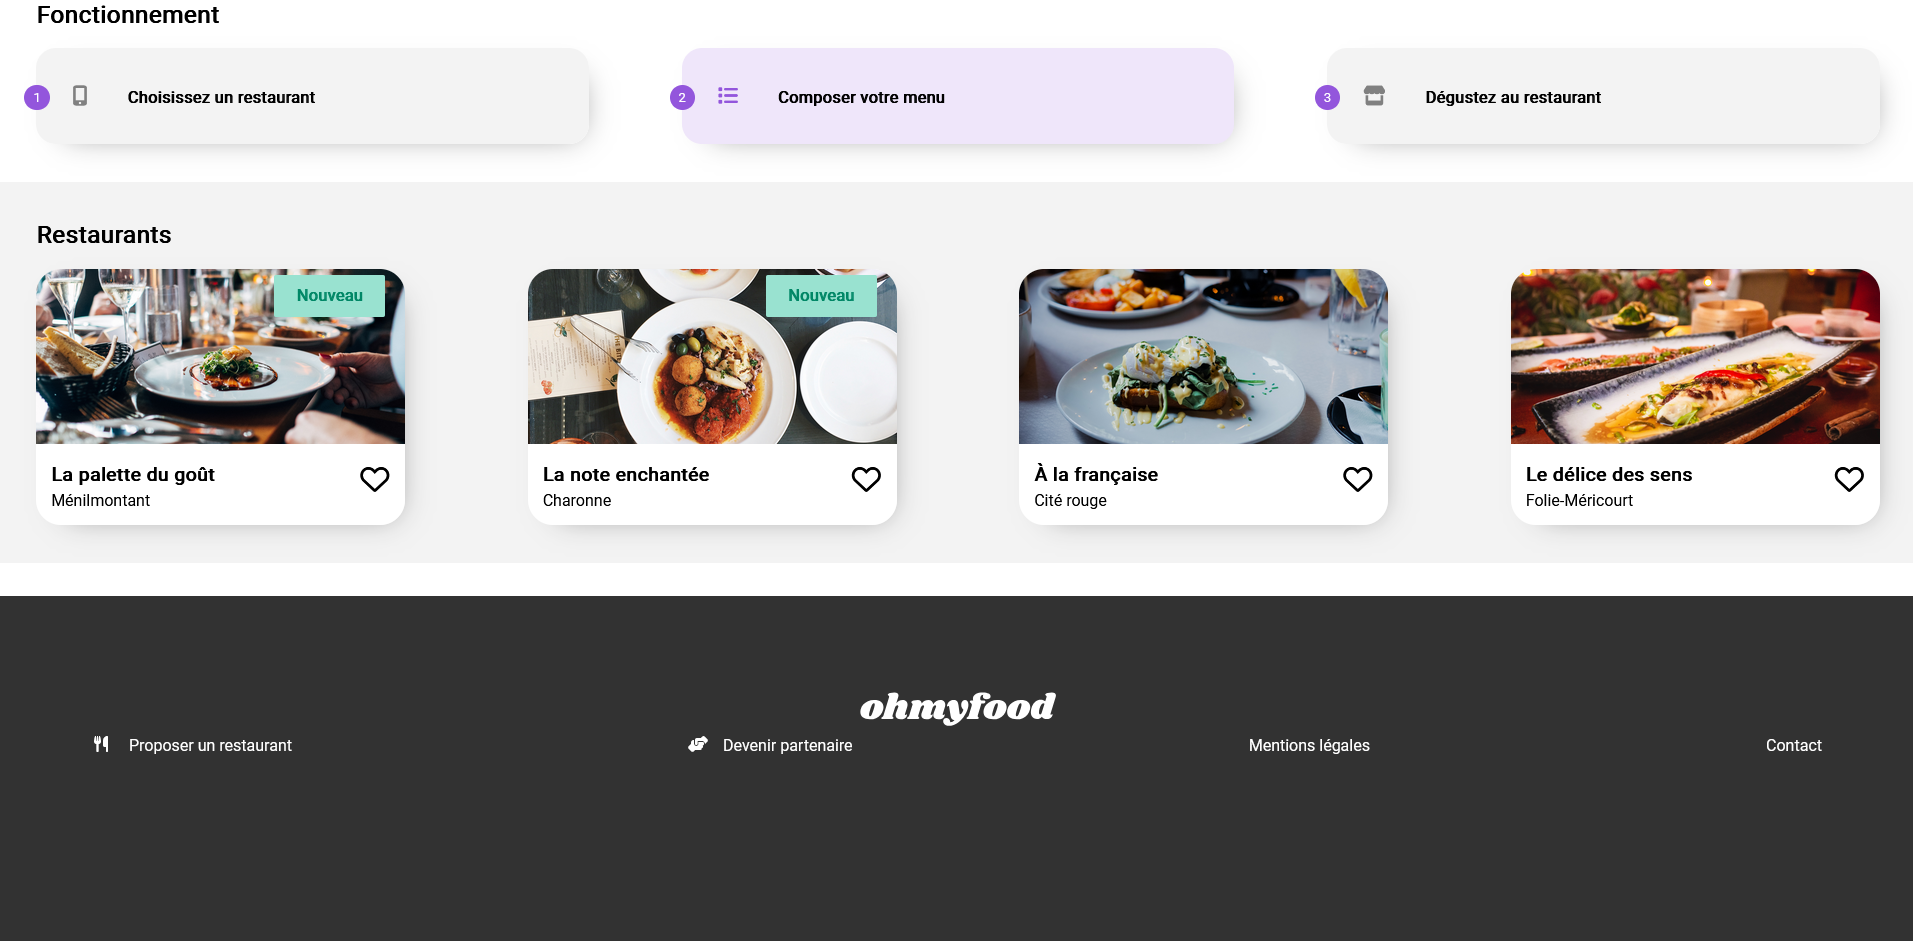 Fonctionnement
1 Choisissez un restaurant
2 Composer votre menu
3 Dégustez au restaurant
Restaurants
Nouveau
La palette du goût
Ménilmontant
Nouveau
La note enchantée
Charonne
À la française
Cité rouge
Le délice des sens
Folie-Méricourt
ohmyfood
Proposer un restaurant
Devenir partenaire
Mentions légales
Contact